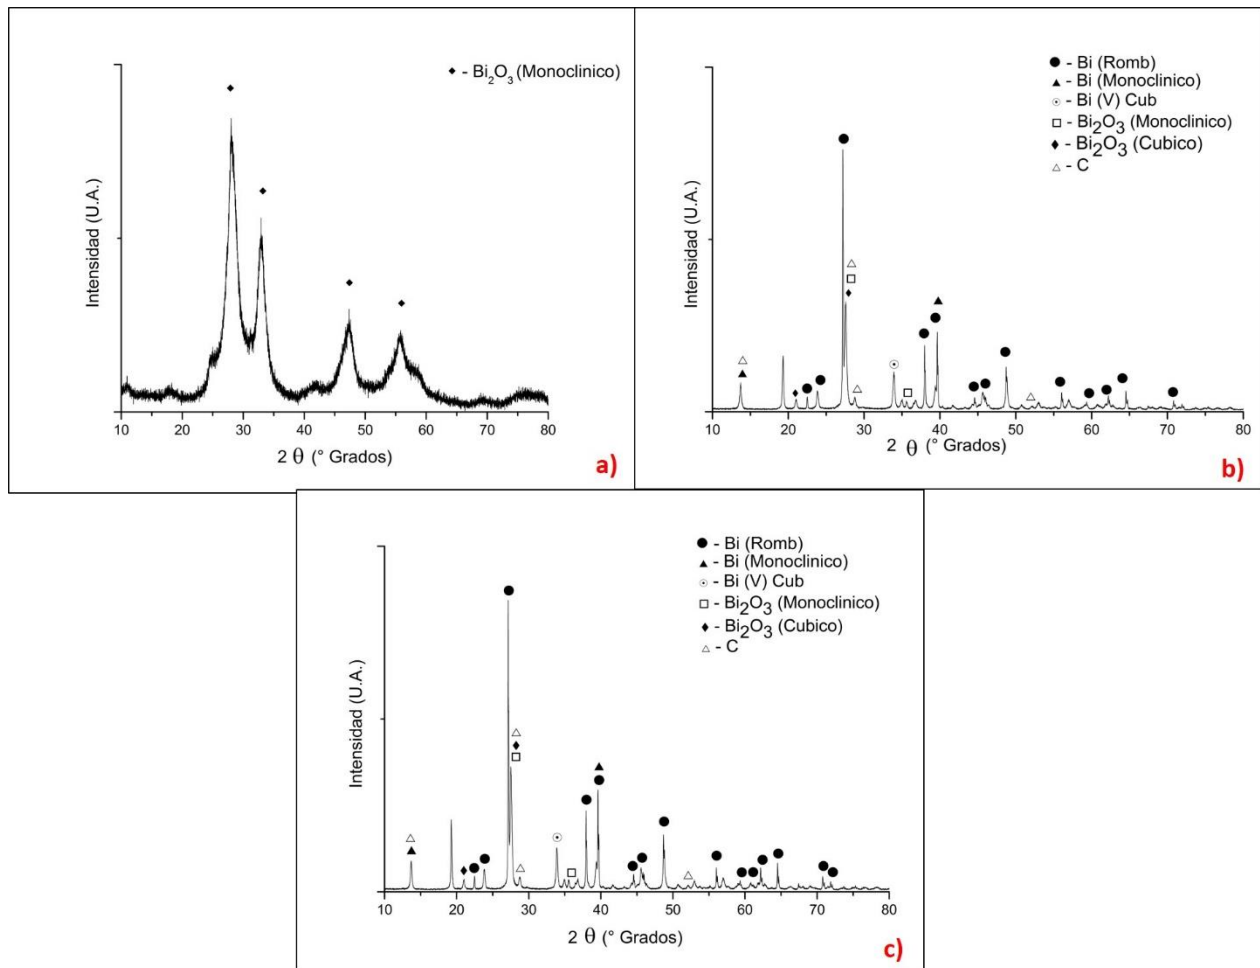 ◆ - Bi₂O₃ (Monoclinico)
Intensidad (U.A.)
10 20 30 40 50 60 70 80
2 θ (° Grados)
a)
● - Bi (Romb)
▲ - Bi (Monoclinico)
☉ - Bi (V) Cub
□ - Bi₂O₃ (Monoclinico)
◆ - Bi₂O₃ (Cubico)
△ - C
Intensidad (U.A.)
10 20 30 40 50 60 70 80
2 θ (° Grados)
b)
● - Bi (Romb)
▲ - Bi (Monoclinico)
☉ - Bi (V) Cub
□ - Bi₂O₃ (Monoclinico)
◆ - Bi₂O₃ (Cubico)
△ - C
Intensidad (U.A.)
10 20 30 40 50 60 70 80
2 θ (° Grados)
c)